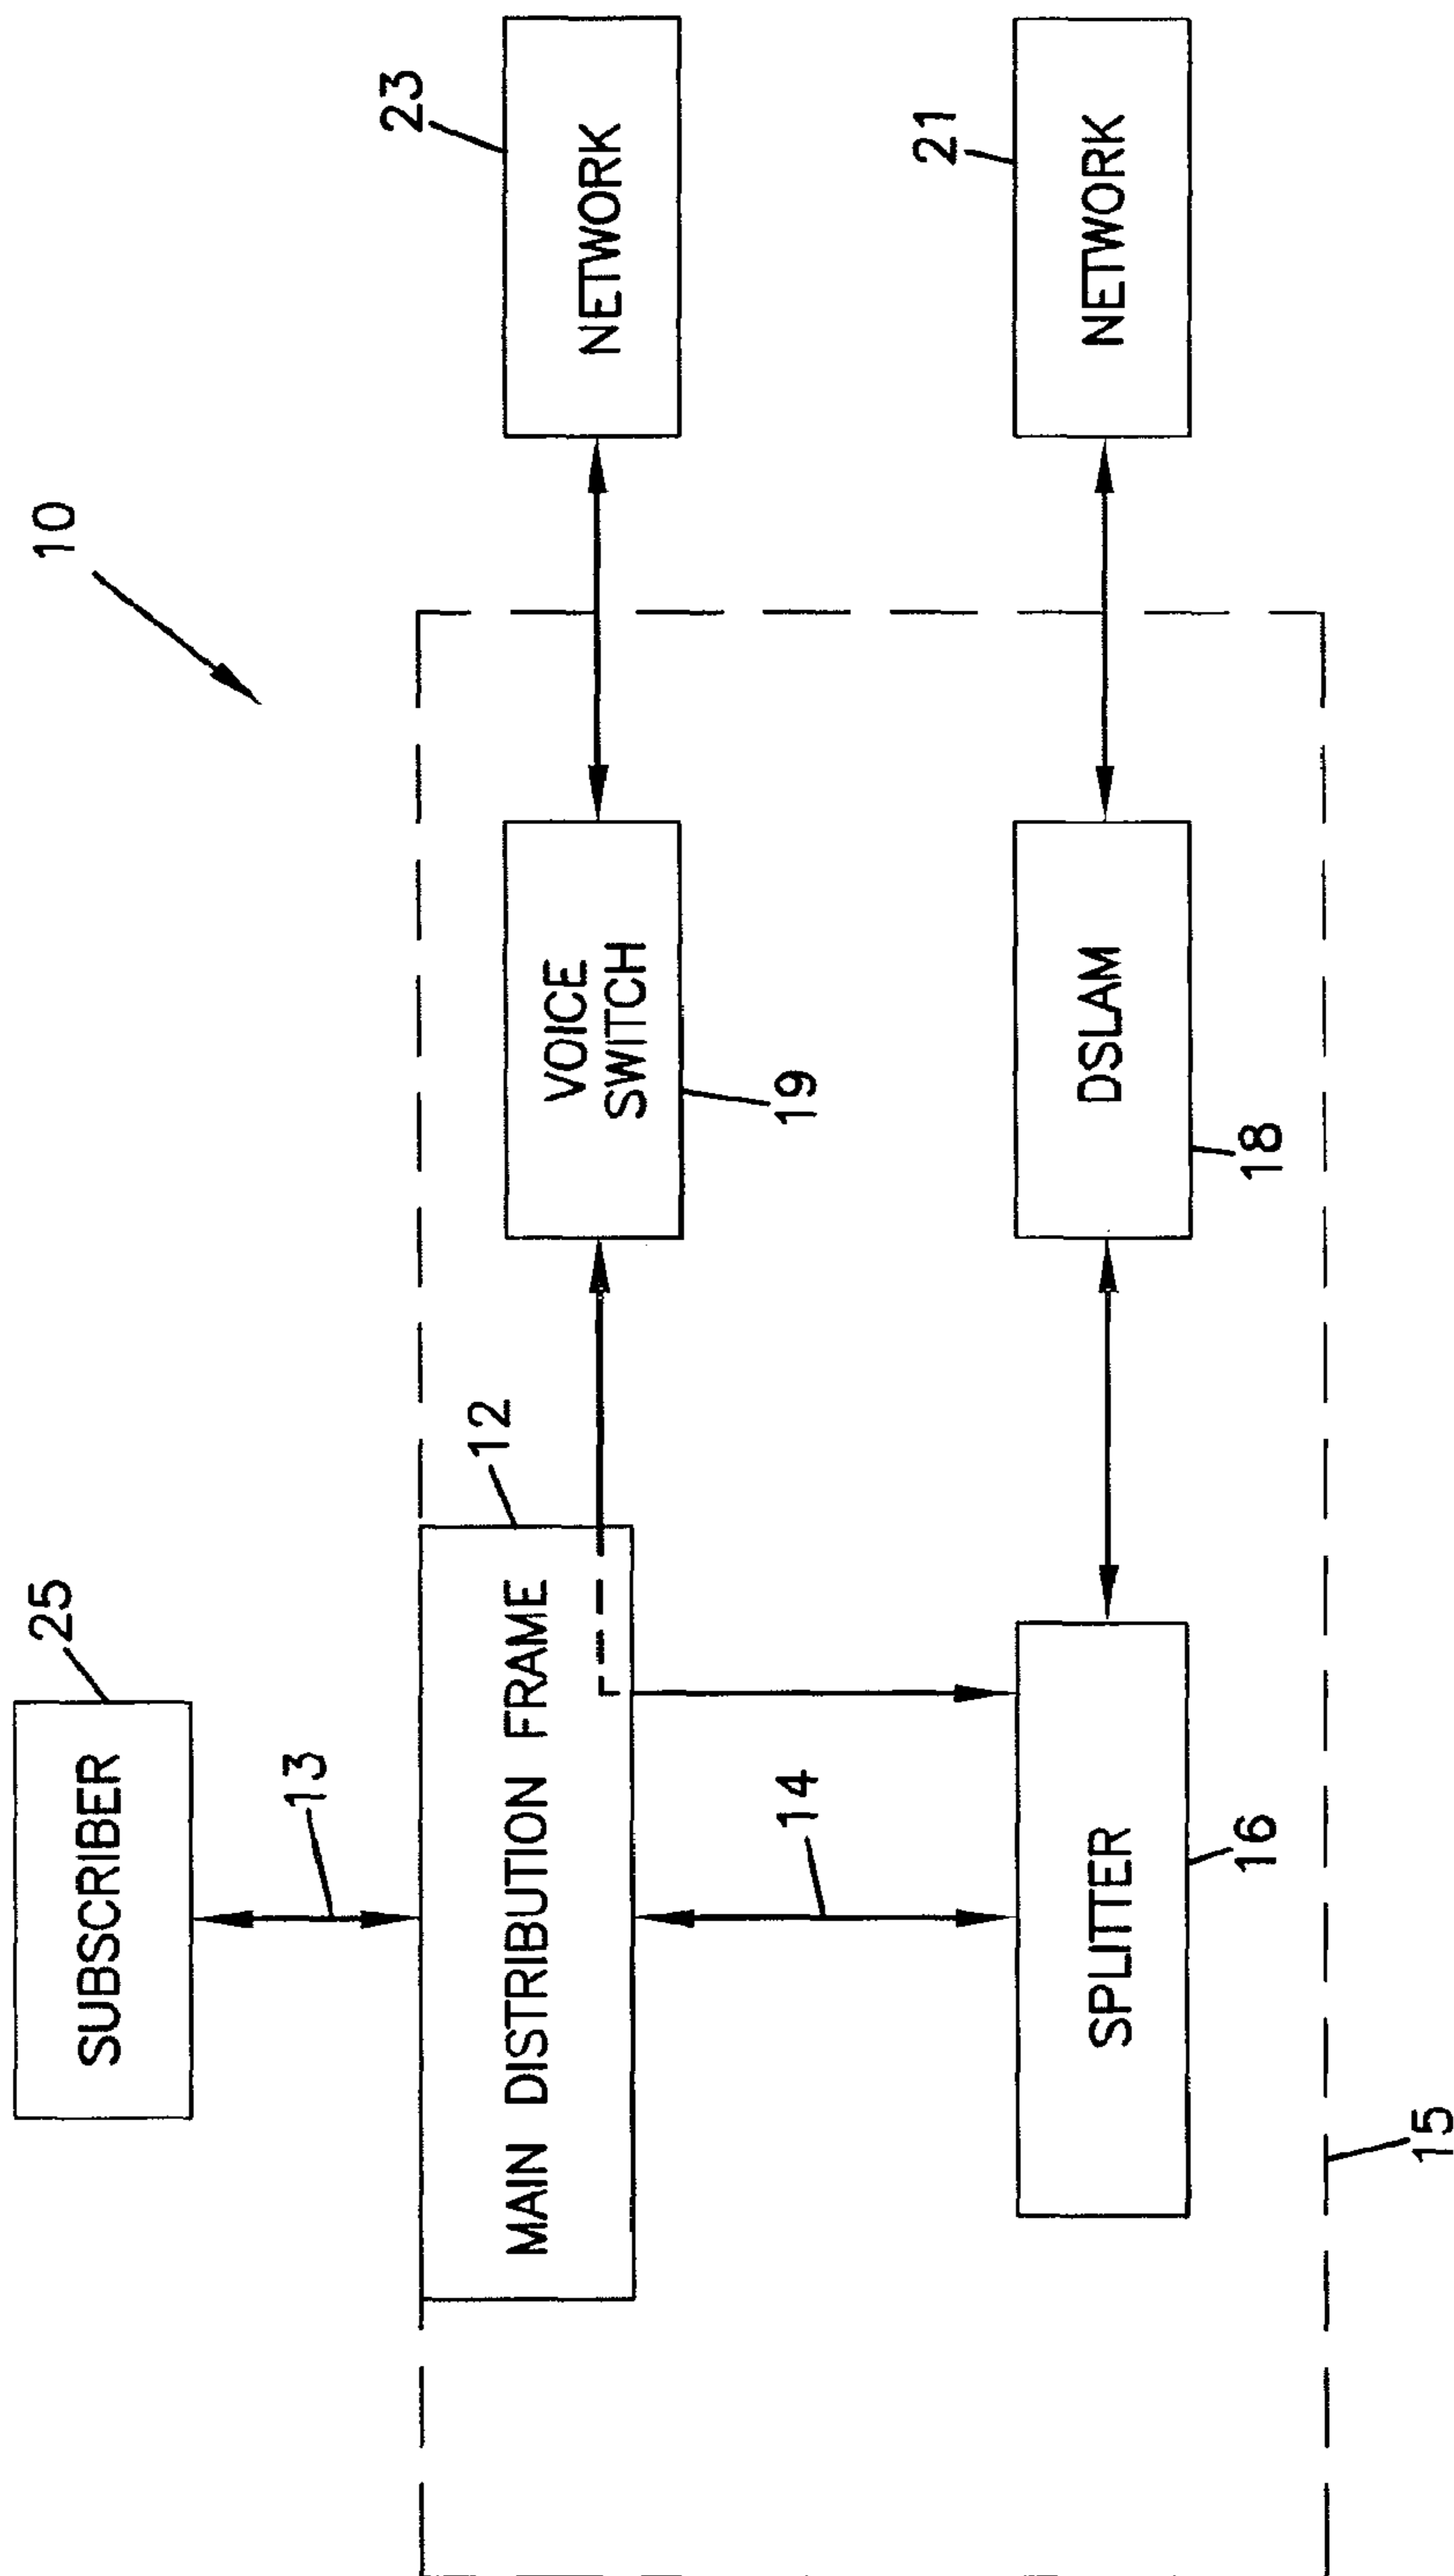 25
10
SUBSCRIBER
13
23
12
MAIN DISTRIBUTION FRAME
VOICE
SWITCH
NETWORK
14
19
21
SPLITTER
DSLAM
NETWORK
16
18
15